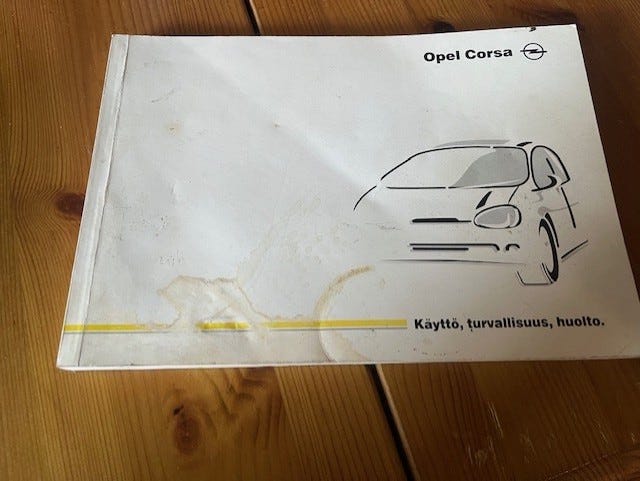 Opel Corsa
Käyttö, turvallisuus, huolto.